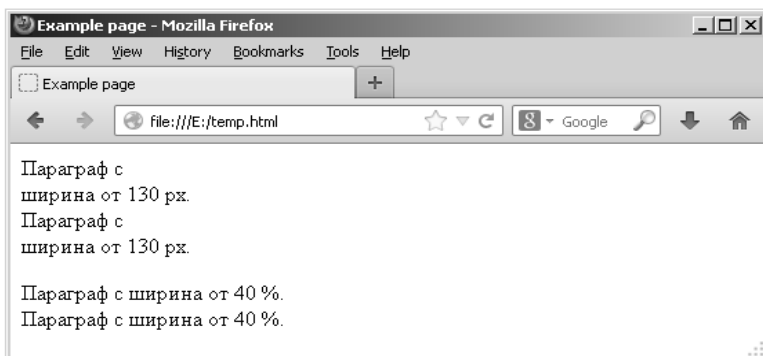 Example page - Mozilla Firefox
File Edit View History Bookmarks Tools Help
Example page
file:///E:/temp.html 8 Google
Параграф с
ширина от 130 px.
Параграф с
ширина от 130 px.
Параграф с ширина от 40 %.
Параграф с ширина от 40 %.